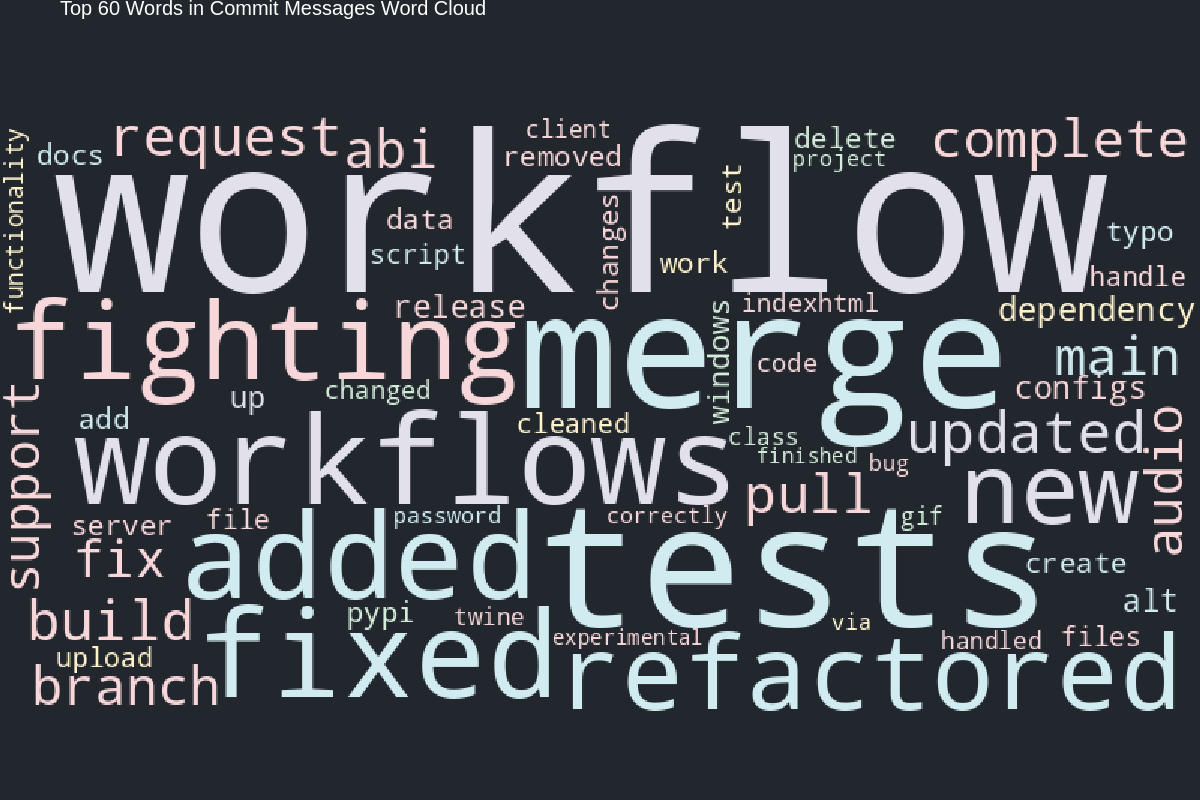 Top 60 Words in Commit Messages Word Cloud
client
request
abi
complete
delete
docs
removed
project
functionality
workflow
test
data
changes
typo
script
work
handle
release
indexhtml
dependency
fighting
merge
windows
code
main
up
changed
configs
support
add
cleaned
updated
audio
workflows
class
finished
bug
pull
new
server
file
password
correctly
gif
fix
added
tests
create
alt
build
fixed
pypi
twine
via
experimental
handled
files
upload
branch
refactored